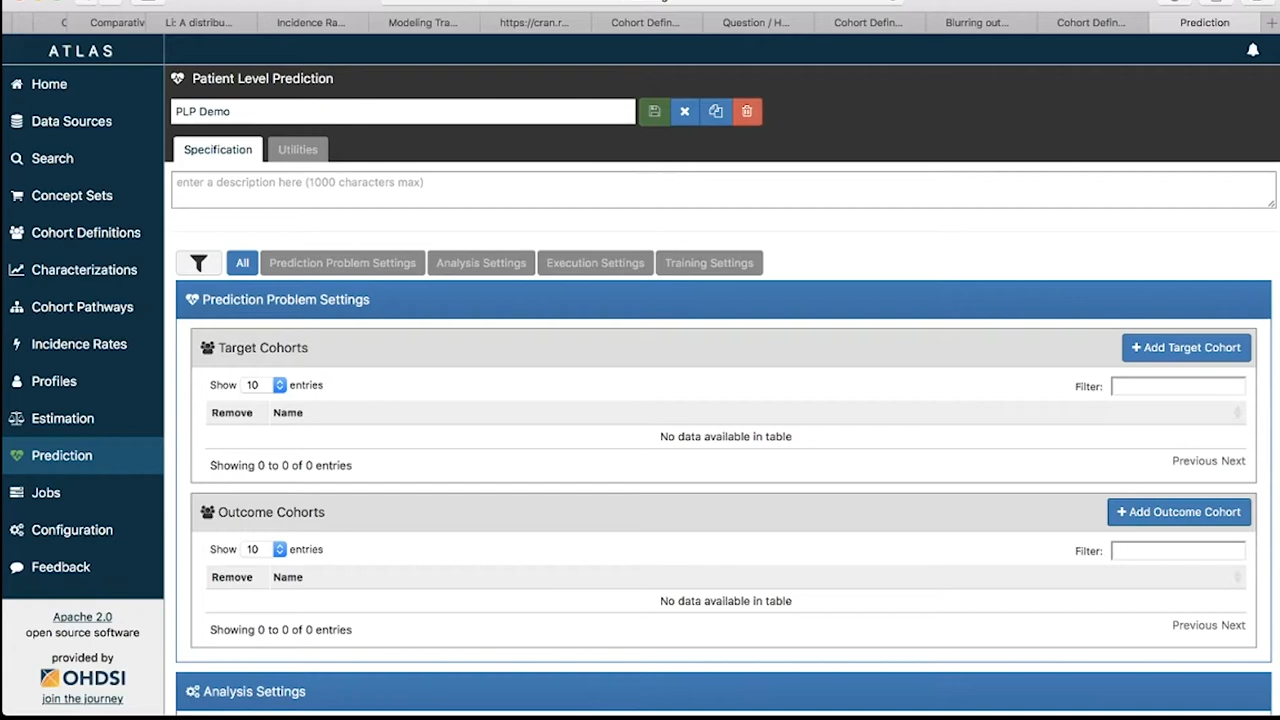 Comparativ
Li: A distribu...
Incidence Ra...
Modeling Tra...
https://cran.r...
Cohort Defin...
Question / H...
Cohort Defin...
Blurring out...
Cohort Defin...
Prediction
ATLAS
Home
Data Sources
Search
Concept Sets
Cohort Definitions
Characterizations
Cohort Pathways
Incidence Rates
Profiles
Estimation
Prediction
Jobs
Configuration
Feedback
Apache 2.0
open source software
provided by
OHDSI
join the journey
Patient Level Prediction
PLP Demo
Specification Utilities
enter a description here (1000 characters max)
All Prediction Problem Settings Analysis Settings Execution Settings Training Settings
Prediction Problem Settings
Target Cohorts + Add Target Cohort
Show 10 entries Filter:
Remove Name
No data available in table
Showing 0 to 0 of 0 entries Previous Next
Outcome Cohorts + Add Outcome Cohort
Show 10 entries Filter:
Remove Name
No data available in table
Showing 0 to 0 of 0 entries Previous Next
Analysis Settings